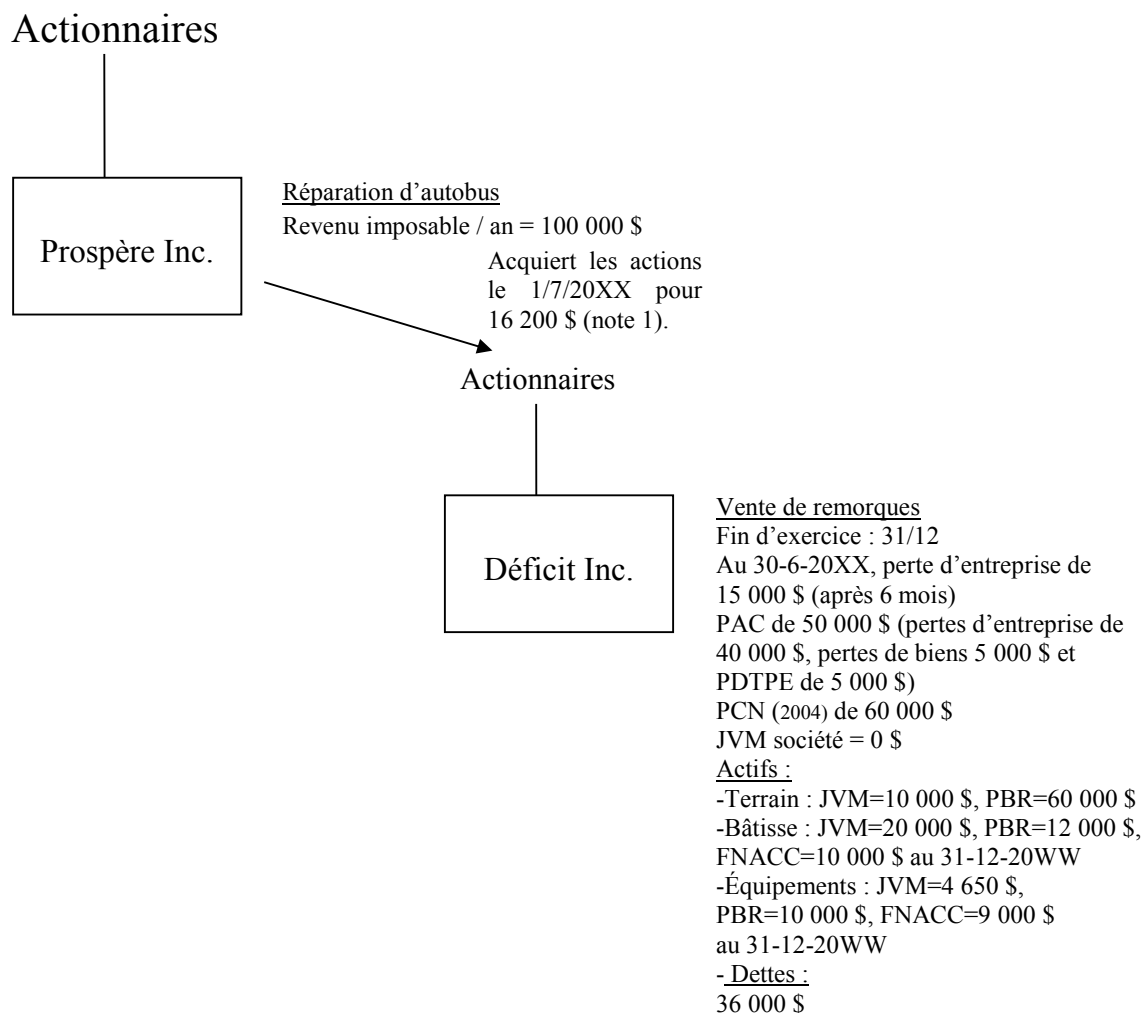 Actionnaires
Prospère Inc.
Réparation d’autobus
Revenu imposable / an = 100 000 $
Acquiert les actions
le 1/7/20XX pour
16 200 $ (note 1).
Actionnaires
Déficit Inc.
Vente de remorques
Fin d’exercice : 31/12
Au 30-6-20XX, perte d’entreprise de
15 000 $ (après 6 mois)
PAC de 50 000 $ (pertes d’entreprise de
40 000 $, pertes de biens 5 000 $ et
PDTPE de 5 000 $)
PCN (2004) de 60 000 $
JVM société = 0 $
Actifs :
-Terrain : JVM=10 000 $, PBR=60 000 $
-Bâtisse : JVM=20 000 $, PBR=12 000 $,
FNACC=10 000 $ au 31-12-20WW
-Équipements : JVM=4 650 $,
PBR=10 000 $, FNACC=9 000 $
au 31-12-20WW
- Dettes :
36 000 $